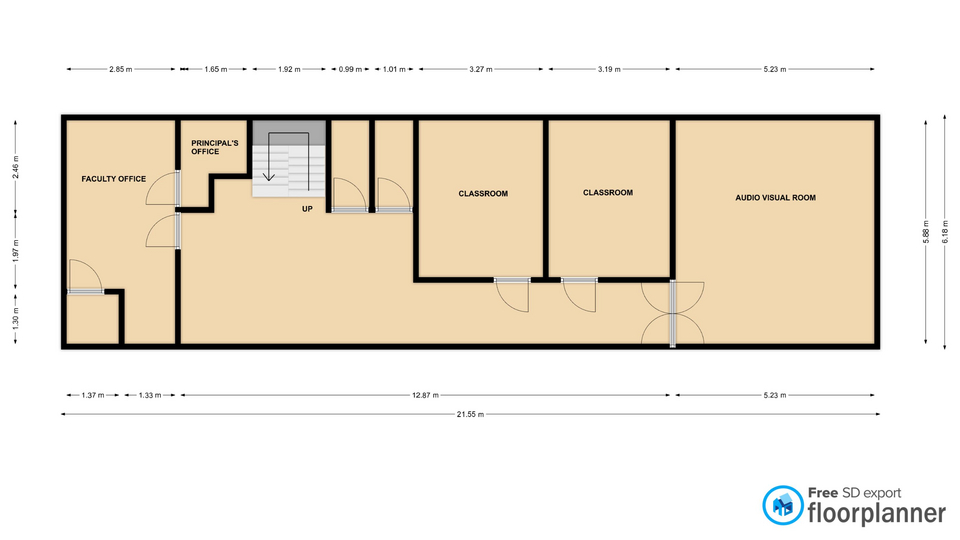 2.85 m 1.65 m 1.92 m 0.99 m 1.01 m 3.27 m 3.19 m 5.23 m
PRINCIPAL'S
OFFICE
FACULTY OFFICE
CLASSROOM
CLASSROOM
AUDIO VISUAL ROOM
UP
2.46 m
1.97 m
1.30 m
5.88 m
6.18 m
1.37 m 1.33 m 12.87 m 5.23 m
21.55 m
Free SD export
floorplanner